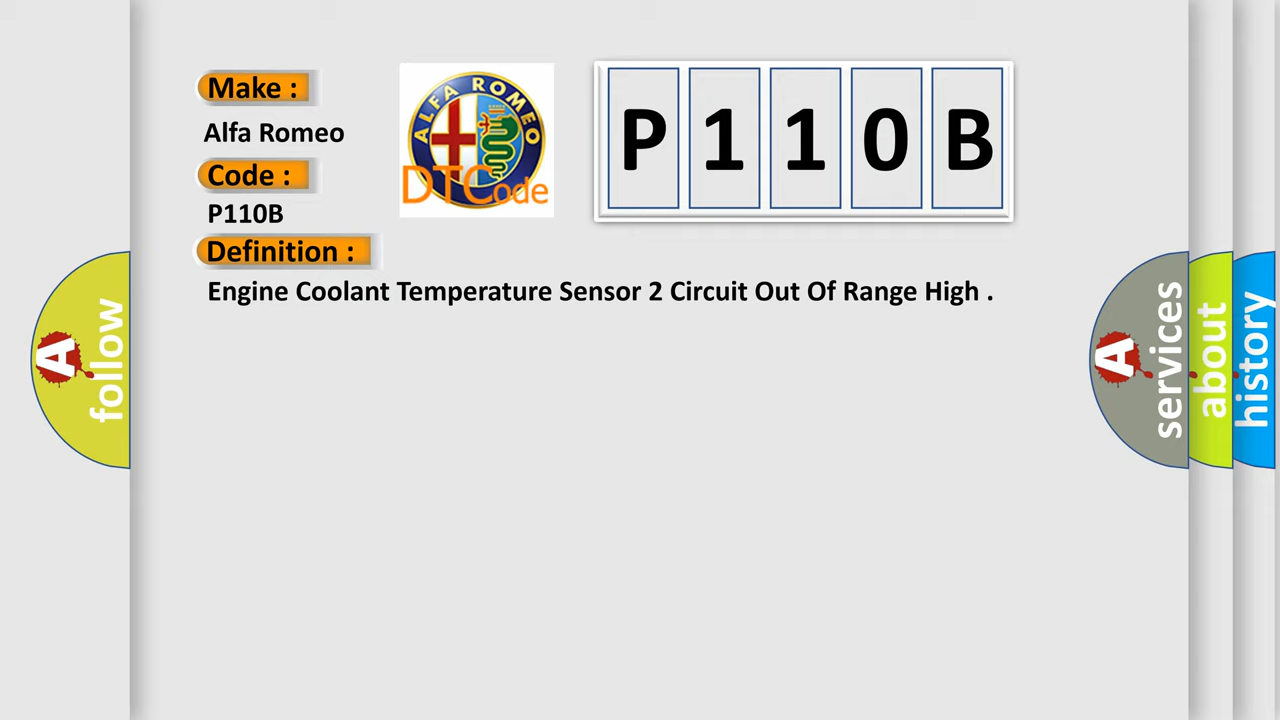 Make :
Alfa Romeo
Code :
P110B
Definition :
Engine Coolant Temperature Sensor 2 Circuit Out Of Range High .
ALFA ROMEO
DTCode
P 1 1 0 B
A
follow
A
services
about
history